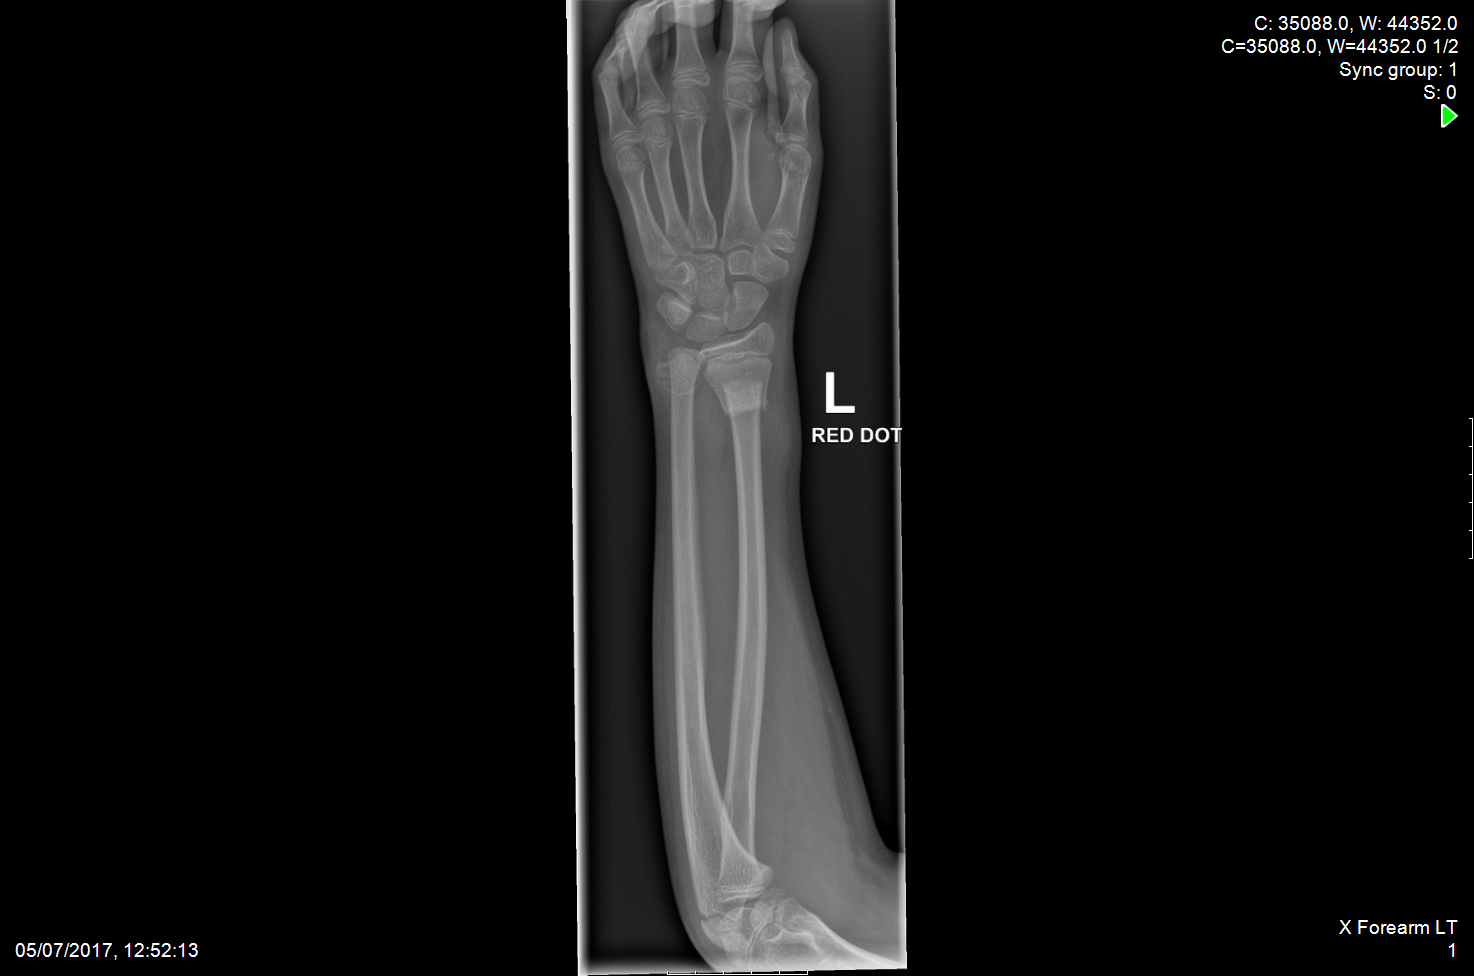 C: 35088.0, W: 44352.0
C=35088.0, W=44352.0 1/2
Sync group: 1
S: 0
L
RED DOT
05/07/2017, 12:52:13
X Forearm LT
1